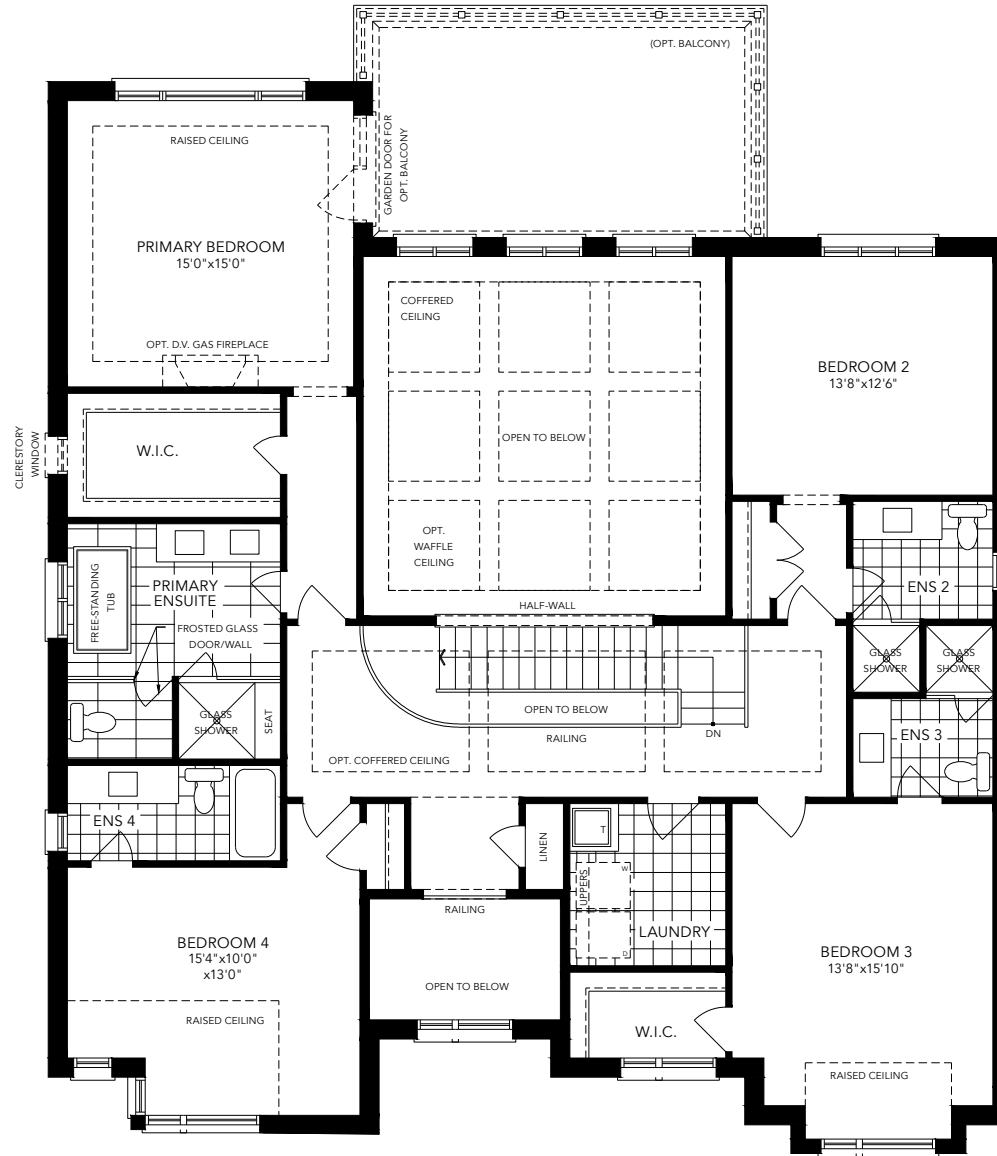 (OPT. BALCONY)
RAISED CEILING
GARDEN DOOR FOR
OPT. BALCONY
PRIMARY BEDROOM
15'0"x15'0"
OPT. D.V. GAS FIREPLACE
COFFERED
CEILING
BEDROOM 2
13'8"x12'6"
OPEN TO BELOW
CLERESTORY
WINDOW
W.I.C.
OPT.
WAFFLE
CEILING
FREE-STANDING
TUB
PRIMARY
ENSUITE
FROSTED GLASS
DOOR/WALL
HALF-WALL
ENS 2
GLASS
SHOWER
GLASS
SHOWER
GLASS
SHOWER
SEAT
OPEN TO BELOW
RAILING
DN
ENS 3
OPT. COFFERED CEILING
ENS 4
LINEN
T
UPPERS
W
D
LAUNDRY
RAILING
BEDROOM 4
15'4"x10'0"
x13'0"
BEDROOM 3
13'8"x15'10"
OPEN TO BELOW
RAISED CEILING
W.I.C.
RAISED CEILING